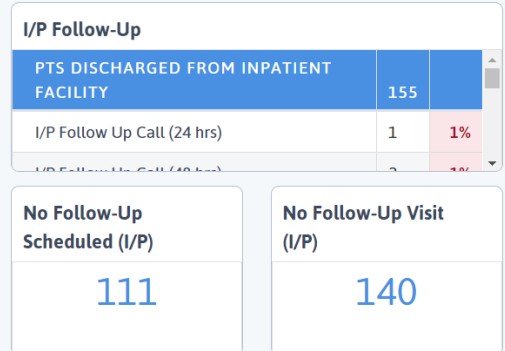 I/P Follow-Up
PTS DISCHARGED FROM INPATIENT
FACILITY 155
I/P Follow Up Call (24 hrs) 1 1%
No Follow-Up
Scheduled (I/P)
111
No Follow-Up Visit
(I/P)
140